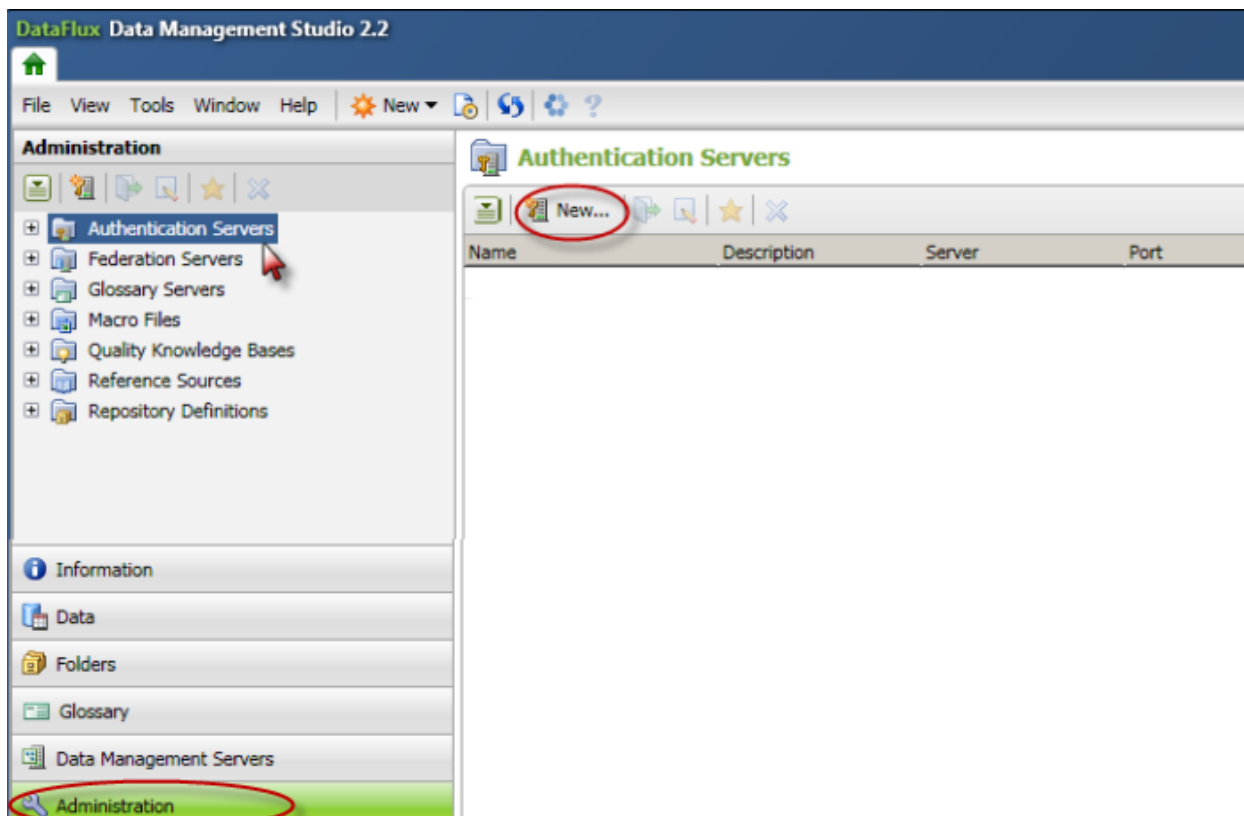 DataFlux Data Management Studio 2.2
File View Tools Window Help New
Administration
Authentication Servers
Federation Servers
Glossary Servers
Macro Files
Quality Knowledge Bases
Reference Sources
Repository Definitions
Information
Data
Folders
Glossary
Data Management Servers
Administration
Authentication Servers
New...
Name Description Server Port